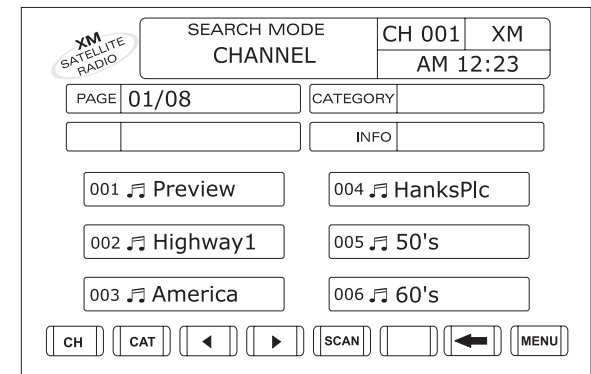 XM
SATELLITE
RADIO
SEARCH MODE
CHANNEL
CH 001 XM
AM 12:23
PAGE 01/08 CATEGORY
INFO
001 ♫ Preview 004 ♫ HanksPlc
002 ♫ Highway1 005 ♫ 50's
003 ♫ America 006 ♫ 60's
CH CAT ◀ ▶ SCAN ← MENU